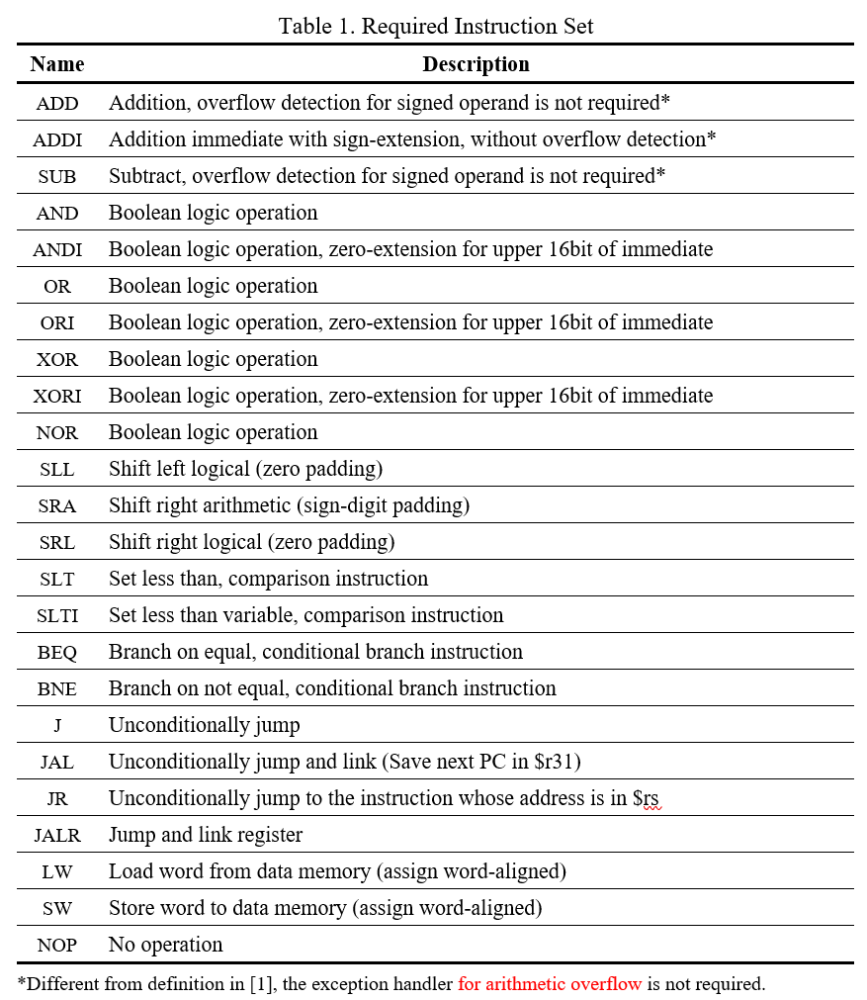 Table 1. Required Instruction Set
Name Description
ADD Addition, overflow detection for signed operand is not required*
ADDI Addition immediate with sign-extension, without overflow detection*
SUB Subtract, overflow detection for signed operand is not required*
AND Boolean logic operation
ANDI Boolean logic operation, zero-extension for upper 16bit of immediate
OR Boolean logic operation
ORI Boolean logic operation, zero-extension for upper 16bit of immediate
XOR Boolean logic operation
XORI Boolean logic operation, zero-extension for upper 16bit of immediate
NOR Boolean logic operation
SLL Shift left logical (zero padding)
SRA Shift right arithmetic (sign-digit padding)
SRL Shift right logical (zero padding)
SLT Set less than, comparison instruction
SLTI Set less than variable, comparison instruction
BEQ Branch on equal, conditional branch instruction
BNE Branch on not equal, conditional branch instruction
J Unconditionally jump
JAL Unconditionally jump and link (Save next PC in $r31)
JR Unconditionally jump to the instruction whose address is in $rs
JALR Jump and link register
LW Load word from data memory (assign word-aligned)
SW Store word to data memory (assign word-aligned)
NOP No operation
*Different from definition in [1], the exception handler for arithmetic overflow is not required.